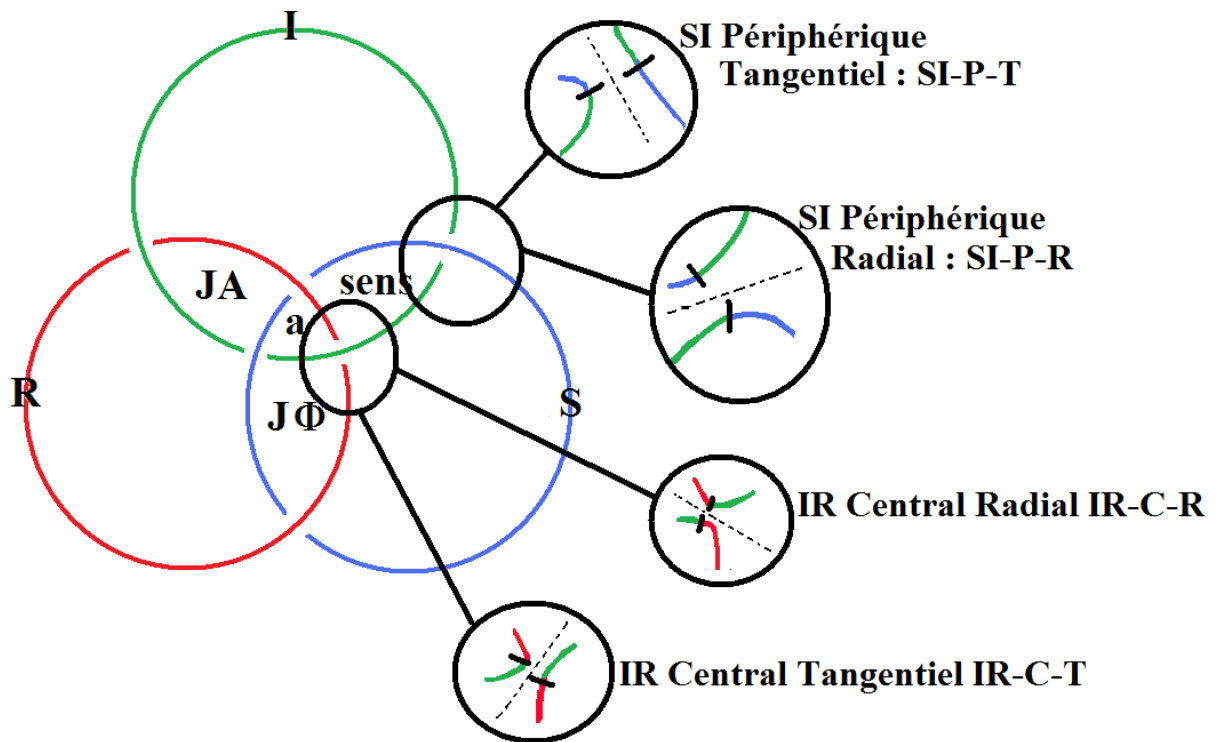 I
SI Périphérique
Tangentiel : SI-P-T
SI Périphérique
Radial : SI-P-R
JA
sens
a
R
JΦ
S
IR Central Radial IR-C-R
IR Central Tangentiel IR-C-T